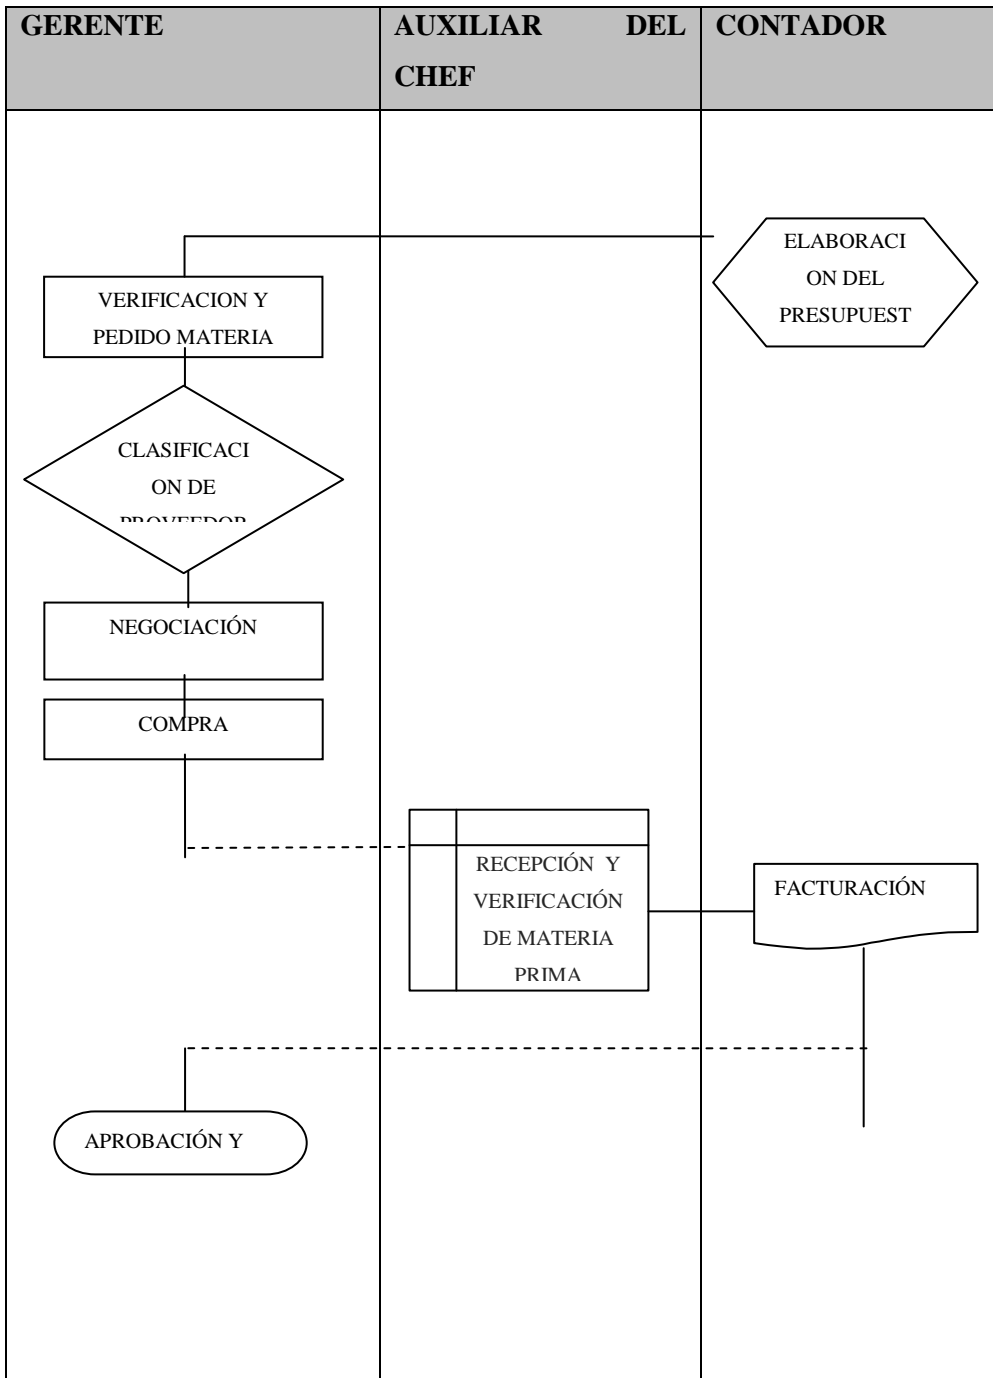 GERENTE
AUXILIAR DEL
CHEF
CONTADOR
ELABORACI
ON DEL
PRESUPUEST
VERIFICACION Y
PEDIDO MATERIA
CLASIFICACI
ON DE
PROVEEDOR
NEGOCIACIÓN
COMPRA
RECEPCIÓN Y
VERIFICACIÓN
DE MATERIA
PRIMA
FACTURACIÓN
APROBACIÓN Y